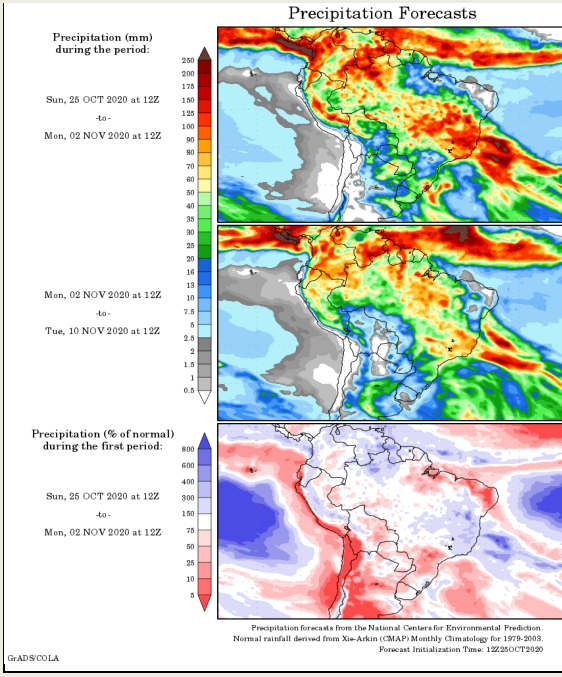 Precipitation Forecasts
Precipitation (mm)
during the period:
Sun, 25 OCT 2020 at 12Z
-to-
Mon, 02 NOV 2020 at 12Z
250
200
175
150
125
100
90
80
70
60
50
40
35
30
25
20
16
13
10
7.5
5
2.5
2
1.5
1
0.5
Mon, 02 NOV 2020 at 12Z
-to-
Tue, 10 NOV 2020 at 12Z
Precipitation (% of normal)
during the first period:
Sun, 25 OCT 2020 at 12Z
-to-
Mon, 02 NOV 2020 at 12Z
800
600
400
300
150
75
50
25
10
5
Precipitation forecasts from the National Centers for Environmental Prediction.
Normal rainfall derived from Xie-Arkin (CMAP) Monthly Climatology for 1979-2003.
Forecast Initialization Time: 12Z25OCT2020
GrADS/COLA